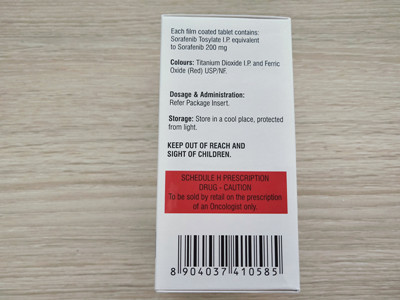 Each film coated tablet contains:
Sorafenib Tosylate I.P. equivalent
to Sorafenib 200 mg
Colours: Titanium Dioxide I.P. and Ferric
Oxide (Red) USP/NF.
Dosage & Administration:
Refer Package Insert.
Storage: Store in a cool place, protected
from light.
KEEP OUT OF REACH AND
SIGHT OF CHILDREN.
SCHEDULE H PRESCRIPTION
DRUG - CAUTION
To be sold by retail on the prescription
of an Oncologist only.
8 904037 410585